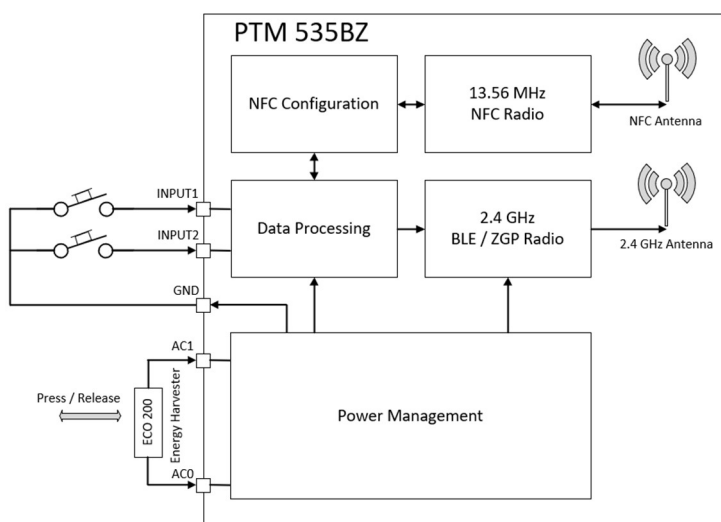 PTM 535BZ
NFC Configuration
13.56 MHz
NFC Radio
NFC Antenna
INPUT1
INPUT2
Data Processing
2.4 GHz
BLE / ZGP Radio
2.4 GHz Antenna
GND
AC1
Press / Release
ECO 200
Energy Harvester
Power Management
AC0